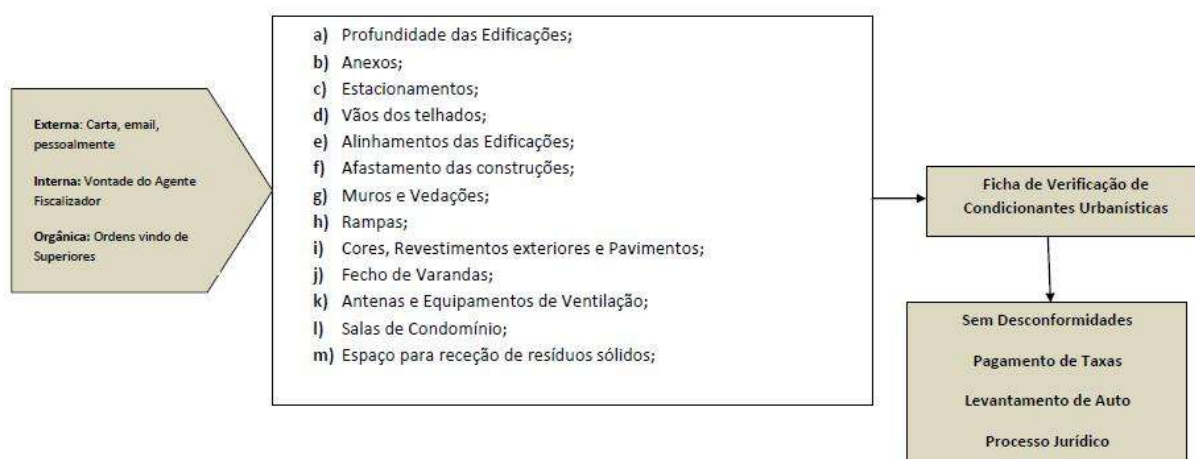 Externa: Carta, email,
pessoalmente
Interna: Vontade do Agente
Fiscalizador
Orgânica: Ordens vindo de
Superiores
a) Profundidade das Edificações;
b) Anexos;
c) Estacionamentos;
d) Vãos dos telhados;
e) Alinhamentos das Edificações;
f) Afastamento das construções;
g) Muros e Vedações;
h) Rampas;
i) Cores, Revestimentos exteriores e Pavimentos;
j) Fecho de Varandas;
k) Antenas e Equipamentos de Ventilação;
l) Salas de Condomínio;
m) Espaço para receção de resíduos sólidos;
Ficha de Verificação de
Condicionantes Urbanísticas
Sem Desconformidades
Pagamento de Taxas
Levantamento de Auto
Processo Jurídico